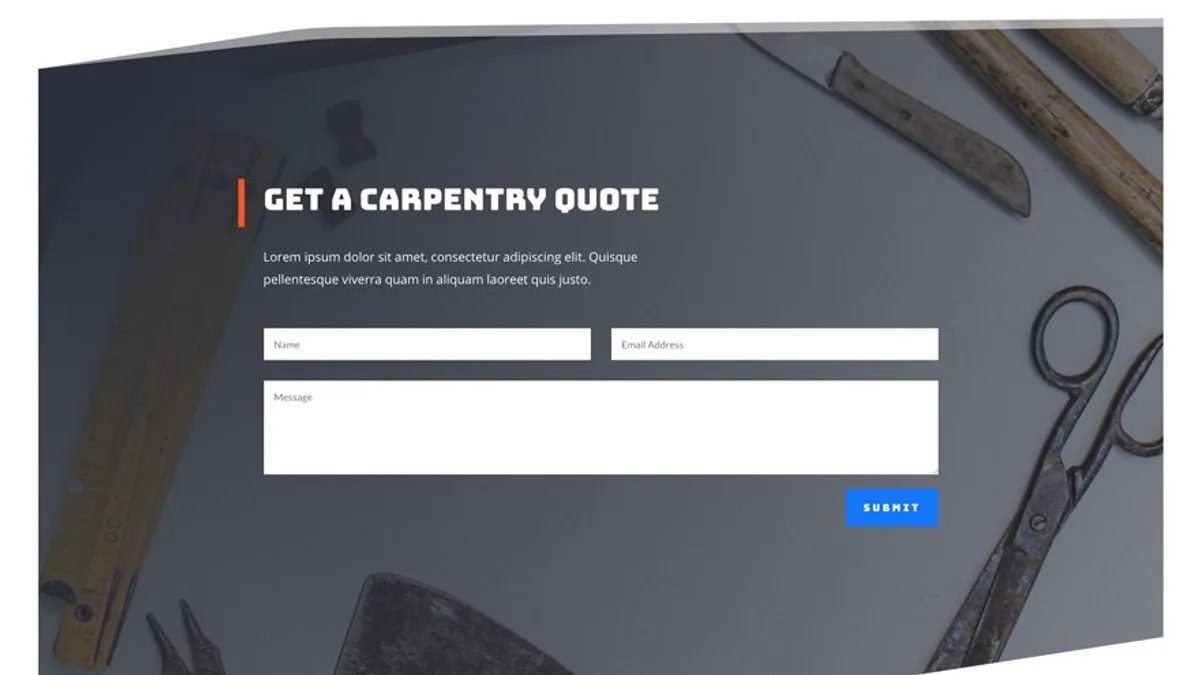 GET A CARPENTRY QUOTE
Lorem ipsum dolor sit amet, consectetur adipiscing elit. Quisque
pellentesque viverra quam in aliquam laoreet quis justo.
Name
Email Address
Message
SUBMIT
30